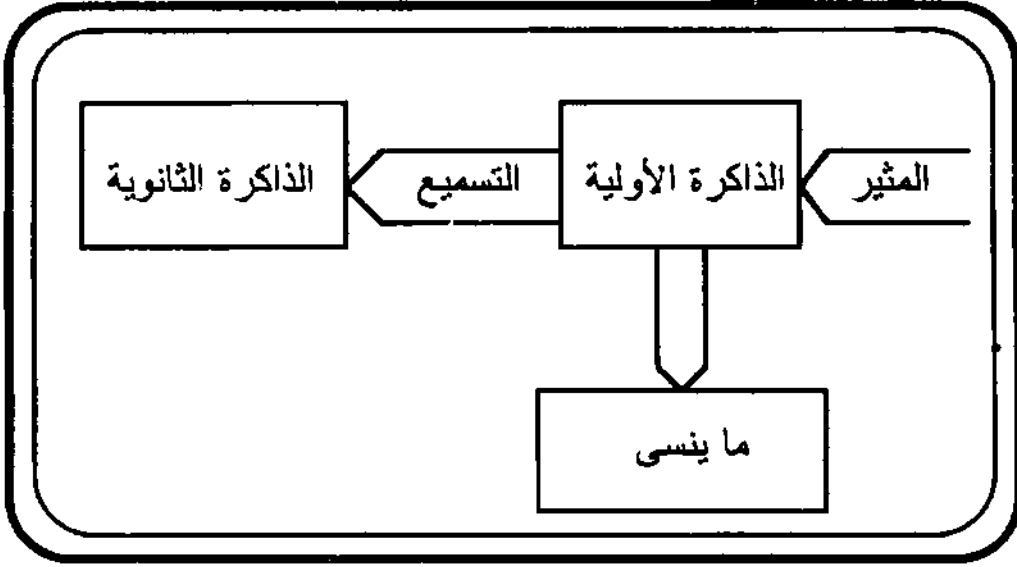 المثير
الذاكرة الأولية
التسميع
الذاكرة الثانوية
ما ينسى